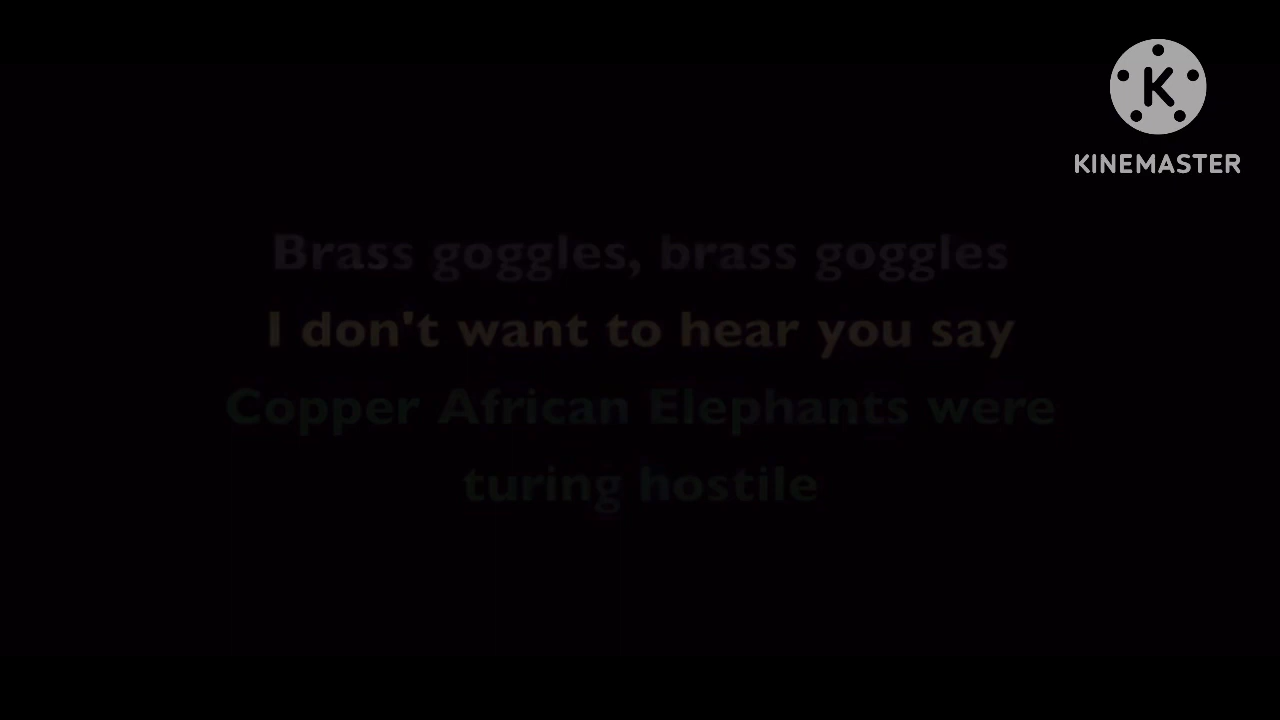 KINEMASTER
Brass goggles, brass goggles
I don't want to hear you say
Copper African Elephants were
turing hostile